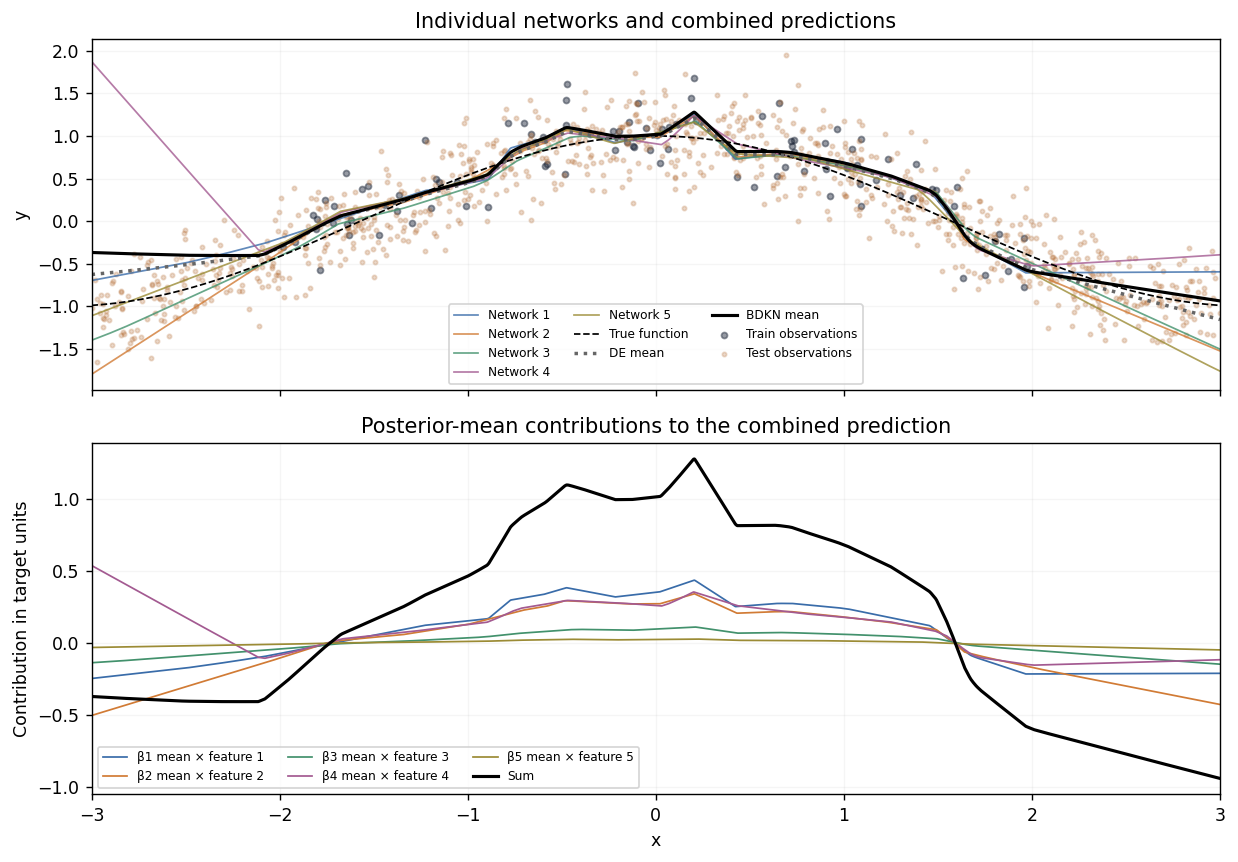 Individual networks and combined predictions
2.0
1.5
1.0
0.5
0.0
−0.5
−1.0
−1.5
y
Network 1
Network 2
Network 3
Network 4
Network 5
True function
DE mean
BDKN mean
Train observations
Test observations
Posterior-mean contributions to the combined prediction
1.0
0.5
0.0
−0.5
−1.0
Contribution in target units
β1 mean × feature 1
β2 mean × feature 2
β3 mean × feature 3
β4 mean × feature 4
β5 mean × feature 5
Sum
−3
−2
−1
0
1
2
3
x